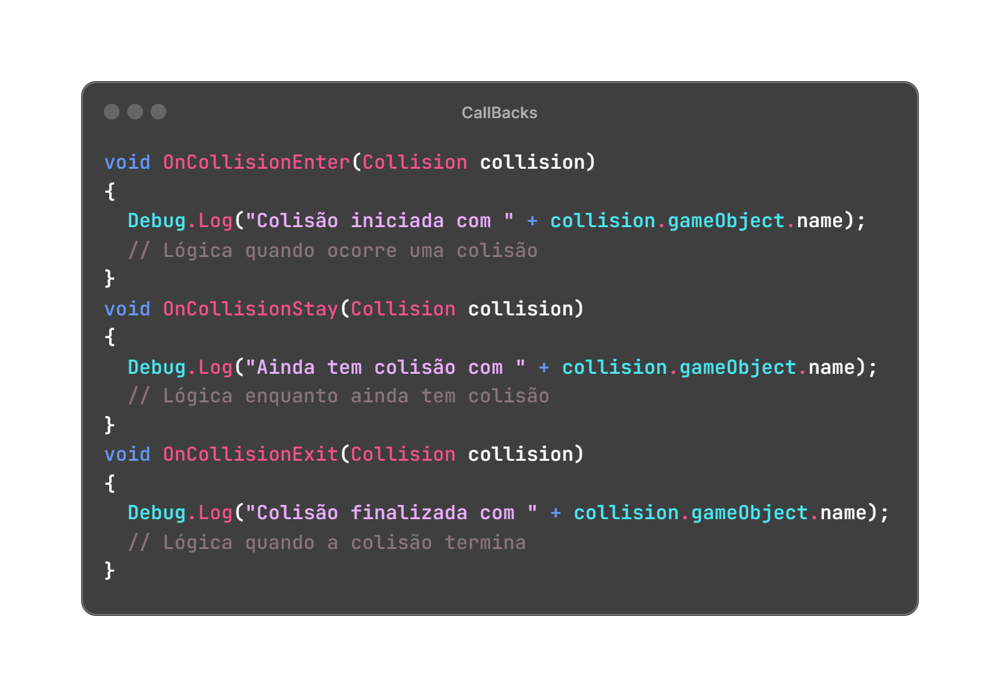 CallBacks
void OnCollisionEnter(Collision collision)
{
  Debug.Log("Colisão iniciada com " + collision.gameObject.name);
  // Lógica quando ocorre uma colisão
}
void OnCollisionStay(Collision collision)
{
  Debug.Log("Ainda tem colisão com " + collision.gameObject.name);
  // Lógica enquanto ainda tem colisão
}
void OnCollisionExit(Collision collision)
{
  Debug.Log("Colisão finalizada com " + collision.gameObject.name);
  // Lógica quando a colisão termina
}